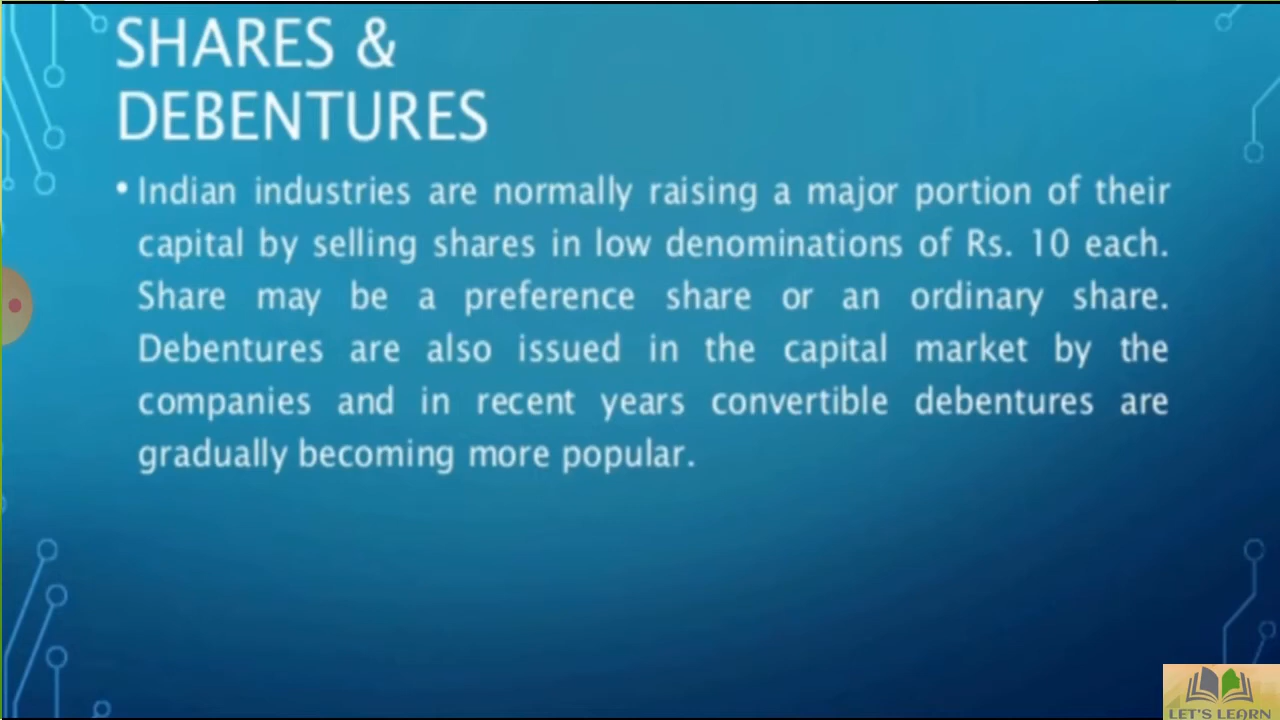 SHARES &
DEBENTURES
• Indian industries are normally raising a major portion of their
capital by selling shares in low denominations of Rs. 10 each.
Share may be a preference share or an ordinary share.
Debentures are also issued in the capital market by the
companies and in recent years convertible debentures are
gradually becoming more popular.
LET'S LEARN